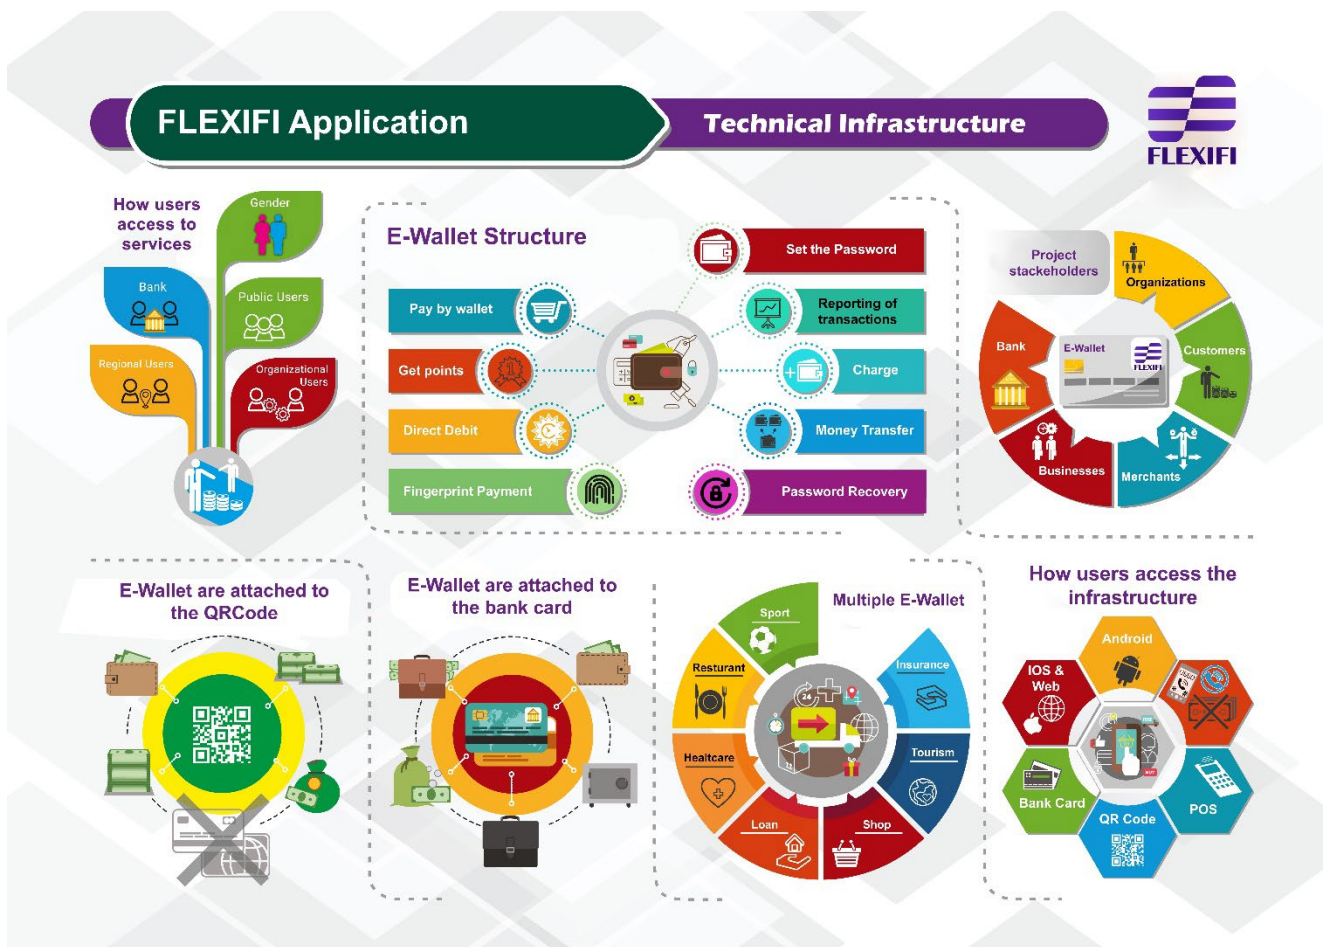 FLEXIFI Application
Technical Infrastructure
FLEXIFI
How users
access to
services
Gender
Bank
Public Users
Regional Users
Organizational
Users
E-Wallet Structure
Set the Password
Pay by wallet
Reporting of
transactions
Get points
Charge
Direct Debit
Money Transfer
Fingerprint Payment
Password Recovery
Project
stackeholders
Organizations
Bank
E-Wallet
FLEXIFI
Customers
Businesses
Merchants
E-Wallet are attached to
the QRCode
E-Wallet are attached to
the bank card
Multiple E-Wallet
Sport
Resturant
Insurance
24
Healtcare
Tourism
Loan
Shop
How users access the
infrastructure
Android
IOS &
Web
Bank Card
POS
QR Code